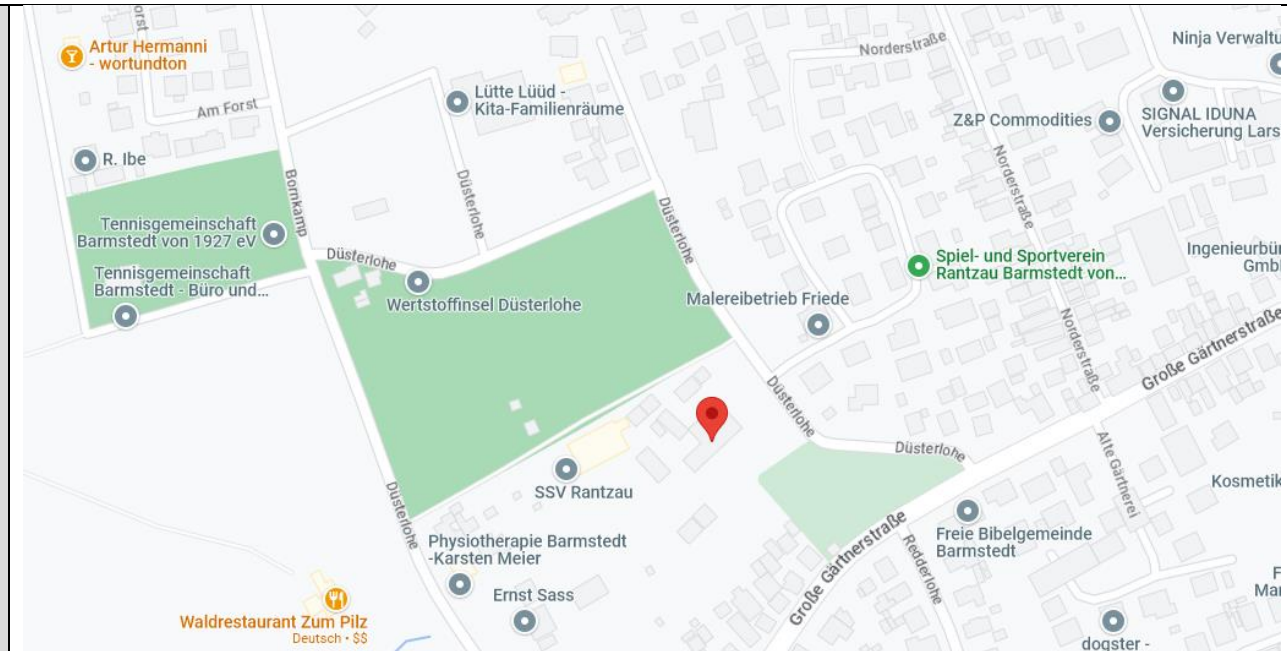 orst
Artur Hermanni
- wortundton
Am Forst
R. Ibe
Bornkamp
Tennisgemeinschaft
Barmstedt von 1927 eV
Tennisgemeinschaft
Barmstedt - Büro und...
Lütte Lüüd -
Kita-Familienräume
Düsterlohe
Düsterlohe
Wertstoffinsel Düsterlohe
Düsterlohe
Norderstraße
Ninja Verwaltu
Z&P Commodities
SIGNAL IDUNA
Versicherung Lars
Norderstraße
Spiel- und Sportverein
Rantzau Barmstedt von...
Ingenieurbür
Gmb
Malereibetrieb Friede
Norderstraße
Große Gärtnerstraße
Düsterlohe
Düsterlohe
Alte Gärtnerei
SSV Rantzau
Kosmetik
Düsterlohe
Physiotherapie Barmstedt
-Karsten Meier
Große Gärtnerstraße
Freie Bibelgemeinde
Barmstedt
Redderlohe
Ernst Sass
F
Mar
Waldrestaurant Zum Pilz
Deutsch • $$
dogster -